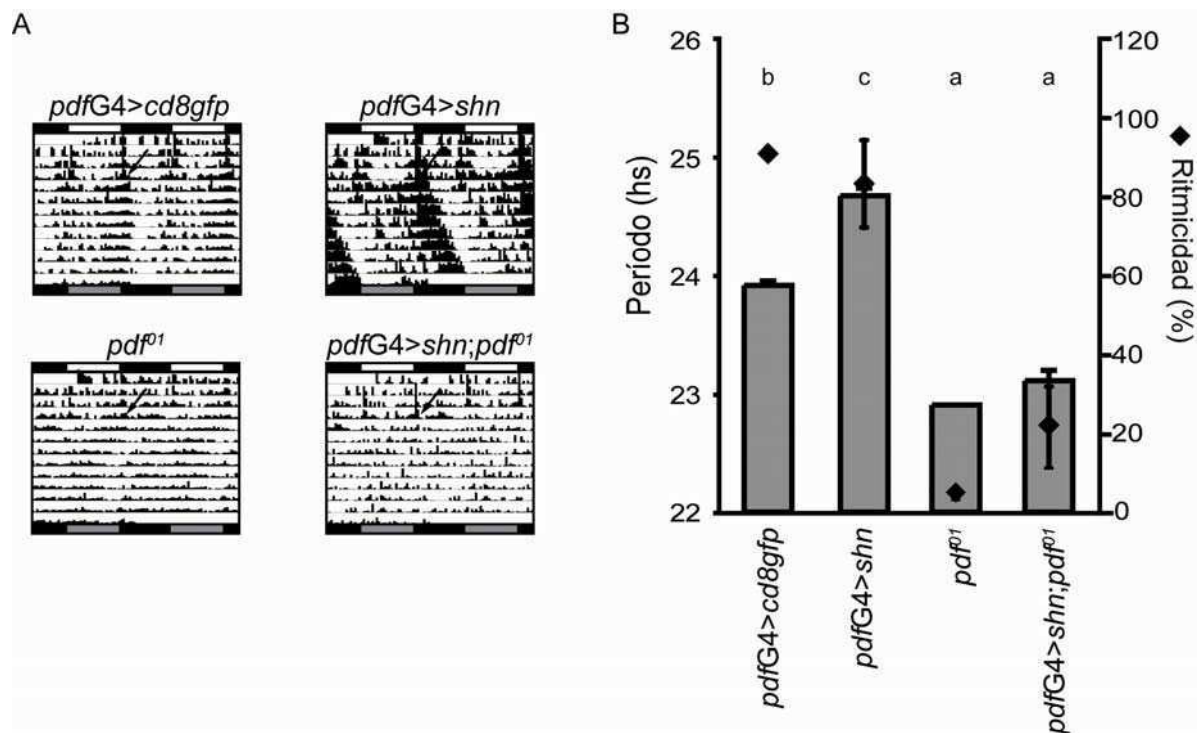 A
pdfG4>cd8gfp
pdfG4>shn
pdf01
pdfG4>shn;pdf01
B
26
25
24
23
22
Período (hs)
b
c
a
a
120
100
80
60
40
20
0
Ritmicidad (%)
pdfG4>cd8gfp
pdfG4>shn
pdf01
pdfG4>shn;pdf01